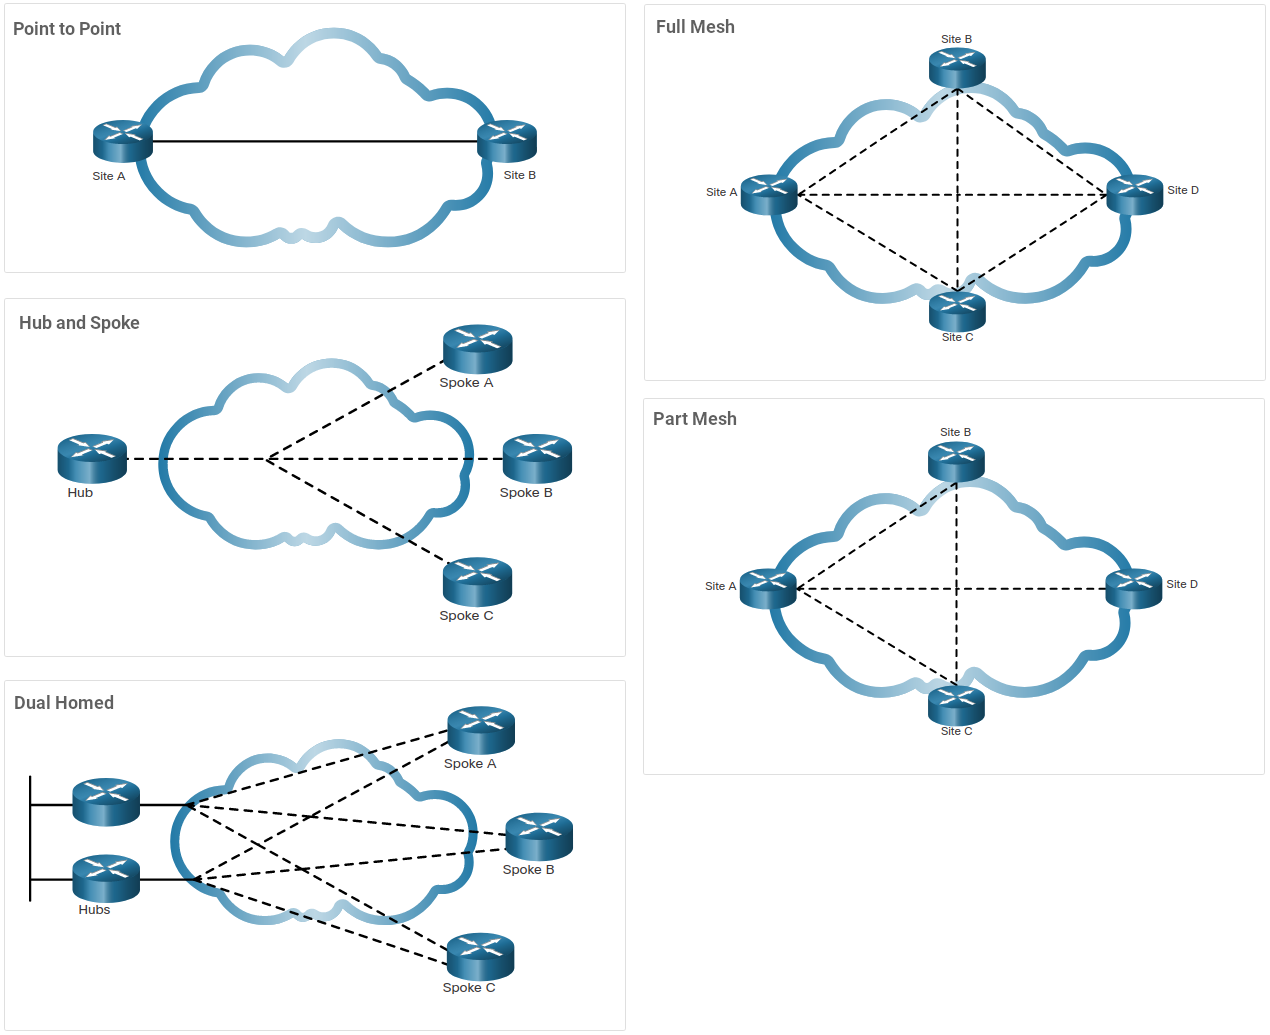 Point to Point
Site A
Site B
Hub and Spoke
Spoke A
Hub
Spoke B
Spoke C
Dual Homed
Spoke A
Spoke B
Hubs
Spoke C
Full Mesh
Site B
Site A
Site D
Site C
Part Mesh
Site B
Site A
Site D
Site C